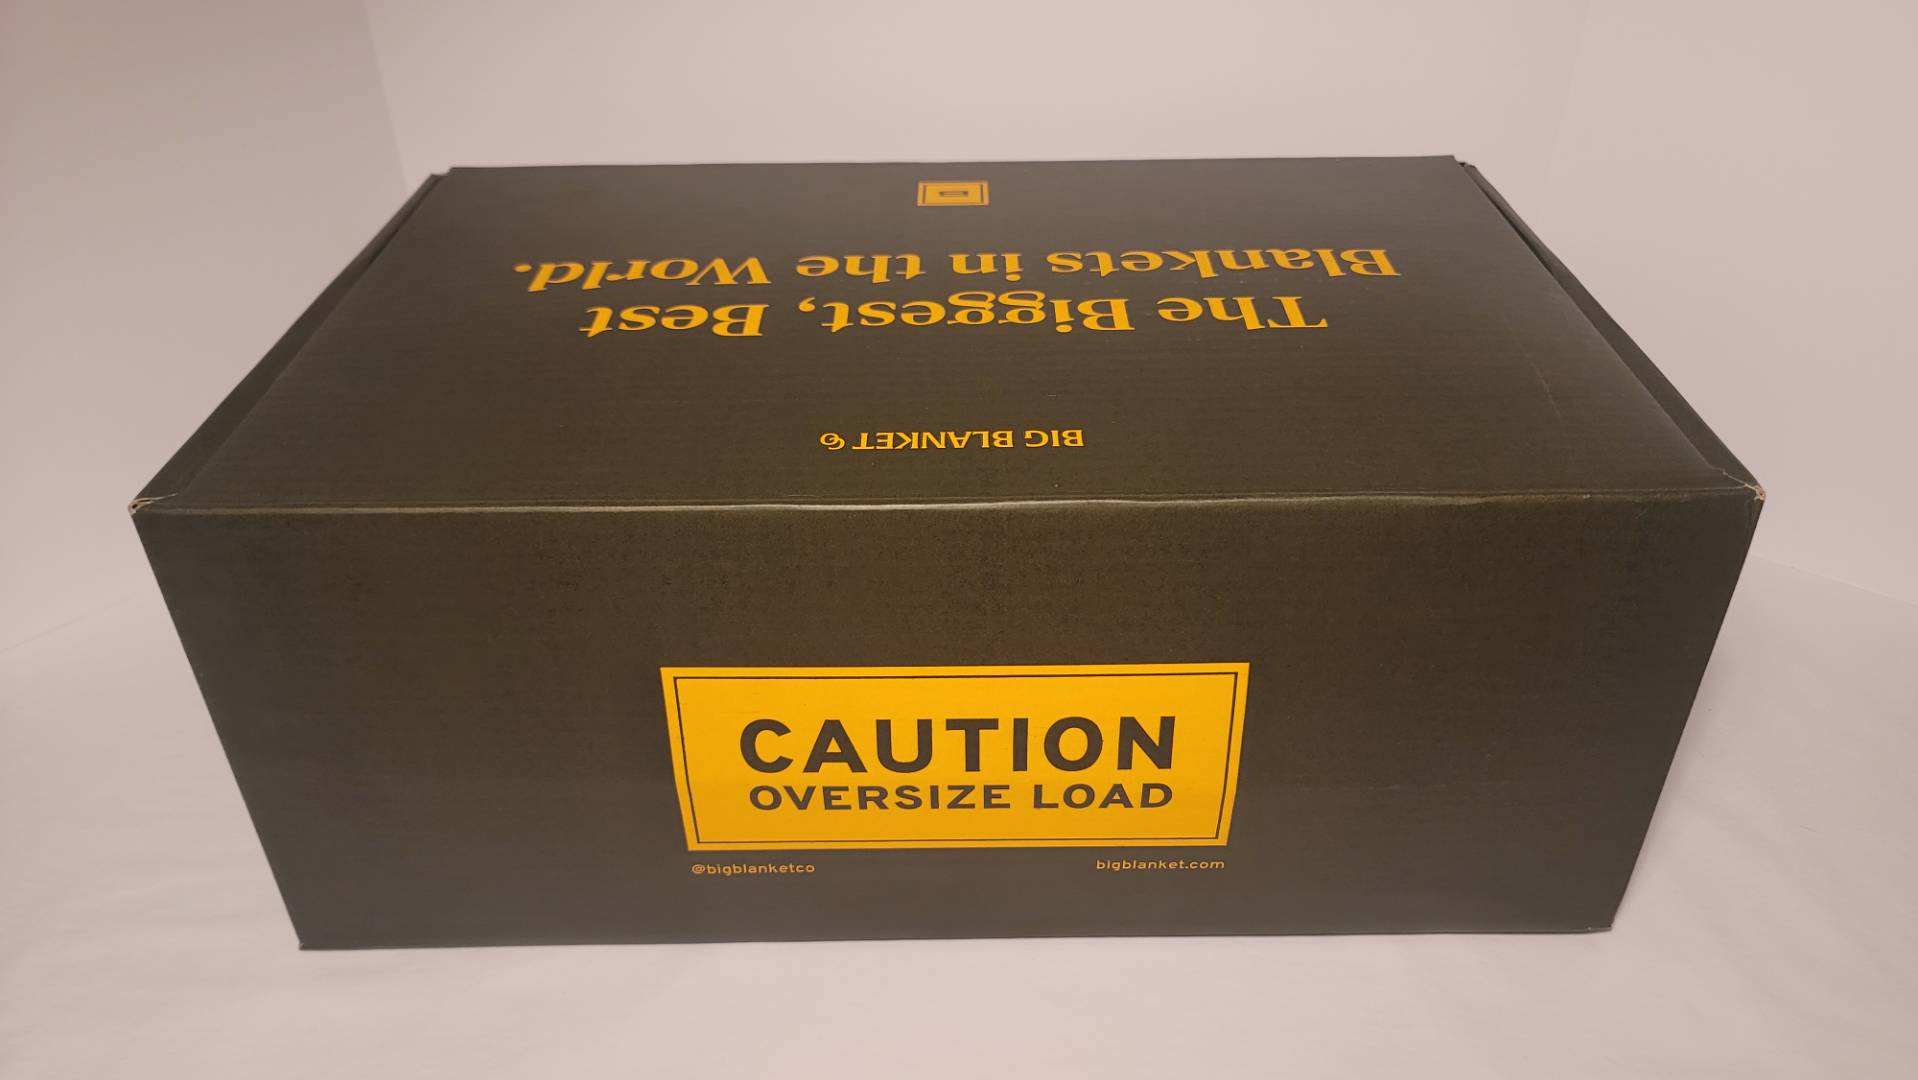 BIG BLANKET Co
The Biggest, Best
Blankets in the World.
CAUTION
OVERSIZE LOAD
@bigblanketco bigblanket.com